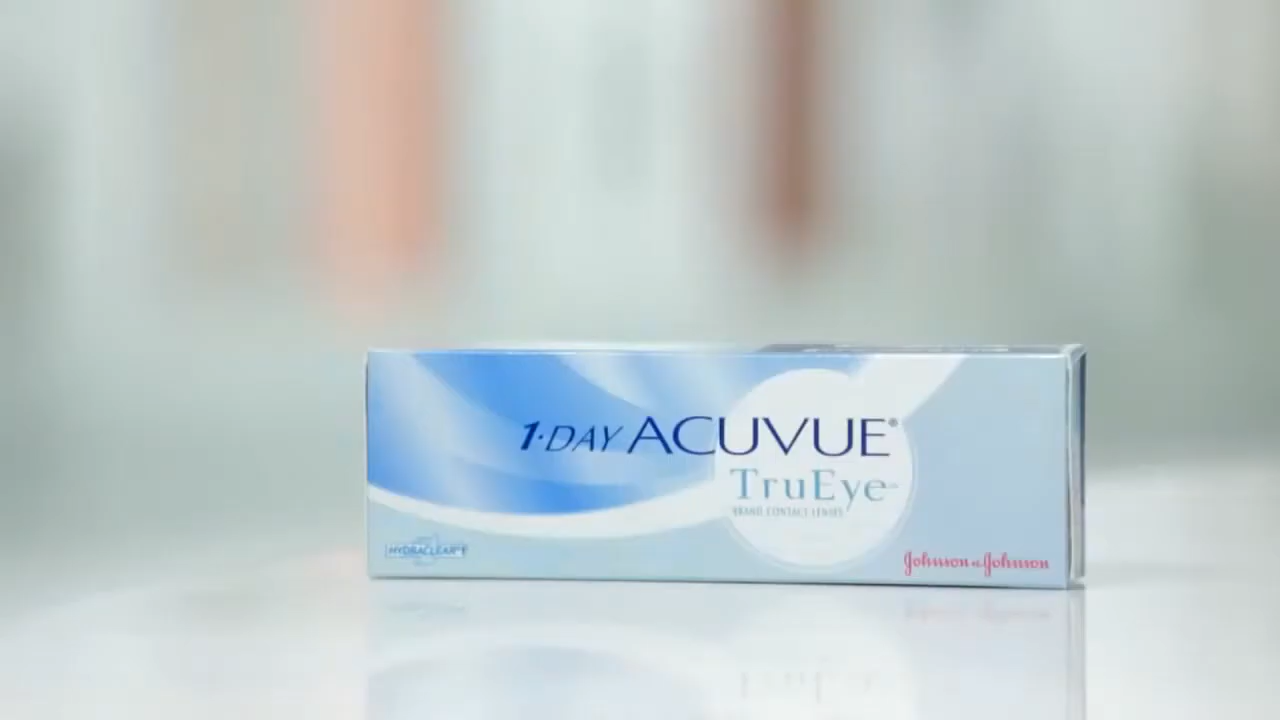 1·DAY ACUVUE®
TruEye™
BRAND CONTACT LENSES
HYDRACLEAR® 1
Johnson & Johnson